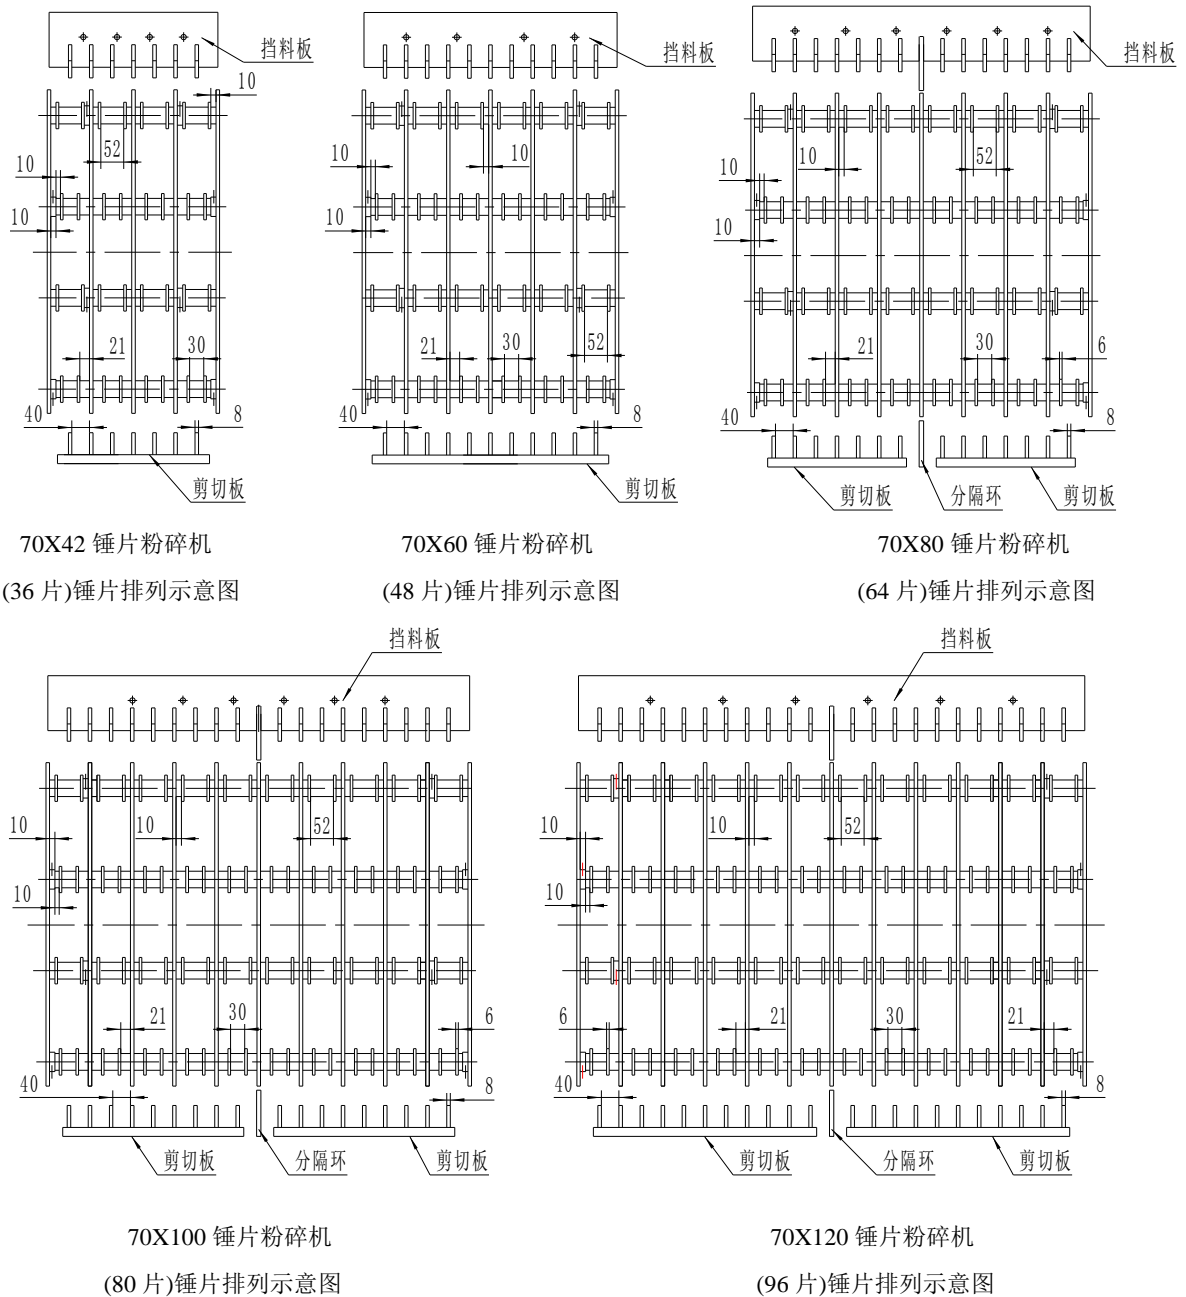 挡料板
10
52
10
10
21
30
40
8
剪切板
70X42 锤片粉碎机
(36 片)锤片排列示意图
挡料板
10
10
10
21
30
52
40
8
剪切板
70X60 锤片粉碎机
(48 片)锤片排列示意图
挡料板
10
52
10
10
21
30
6
40
8
剪切板
分隔环
剪切板
70X80 锤片粉碎机
(64 片)锤片排列示意图
挡料板
10
10
52
10
21
30
6
40
8
剪切板
分隔环
剪切板
70X100 锤片粉碎机
(80 片)锤片排列示意图
挡料板
10
10
52
10
6
21
30
21
40
8
剪切板
分隔环
剪切板
70X120 锤片粉碎机
(96 片)锤片排列示意图